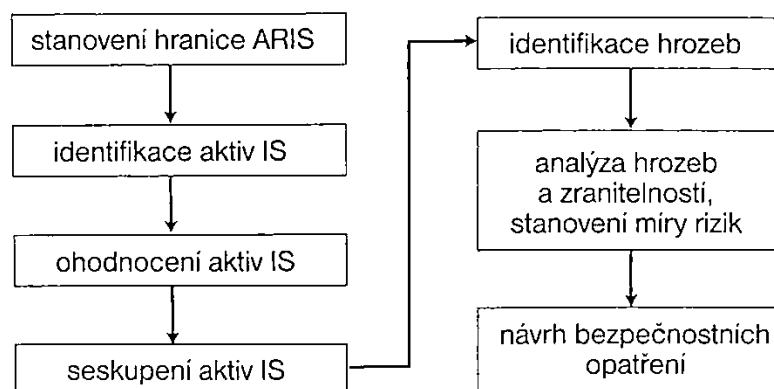 stanovení hranice ARIS
identifikace aktiv IS
ohodnocení aktiv IS
seskupení aktiv IS
identifikace hrozeb
analýza hrozeb
a zranitelností,
stanovení míry rizik
návrh bezpečnostních
opatření